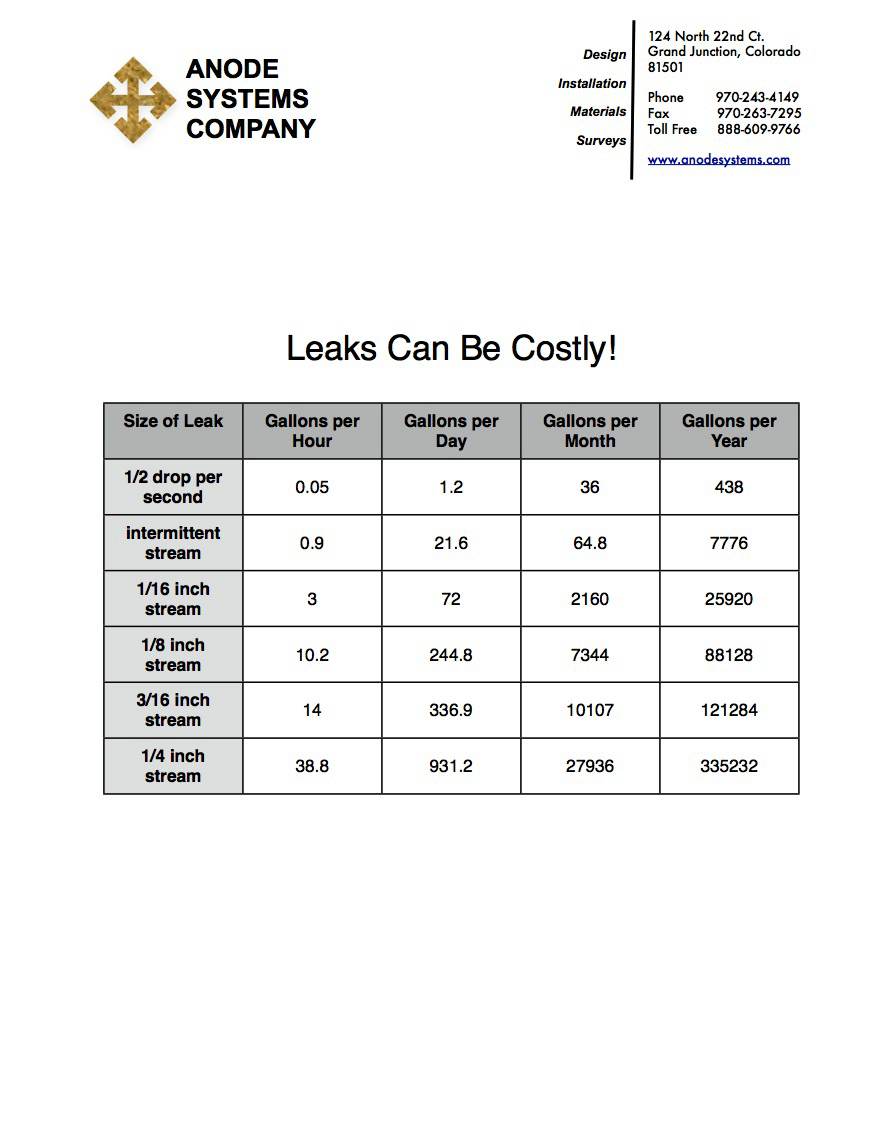 ANODE
SYSTEMS
COMPANY
Design
Installation
Materials
Surveys
124 North 22nd Ct.
Grand Junction, Colorado
81501
Phone 970-243-4149
Fax 970-263-7295
Toll Free 888-609-9766
www.anodesystems.com
Leaks Can Be Costly!
Size of Leak Gallons per Hour Gallons per Day Gallons per Month Gallons per Year
1/2 drop per second 0.05 1.2 36 438
intermittent stream 0.9 21.6 64.8 7776
1/16 inch stream 3 72 2160 25920
1/8 inch stream 10.2 244.8 7344 88128
3/16 inch stream 14 336.9 10107 121284
1/4 inch stream 38.8 931.2 27936 335232